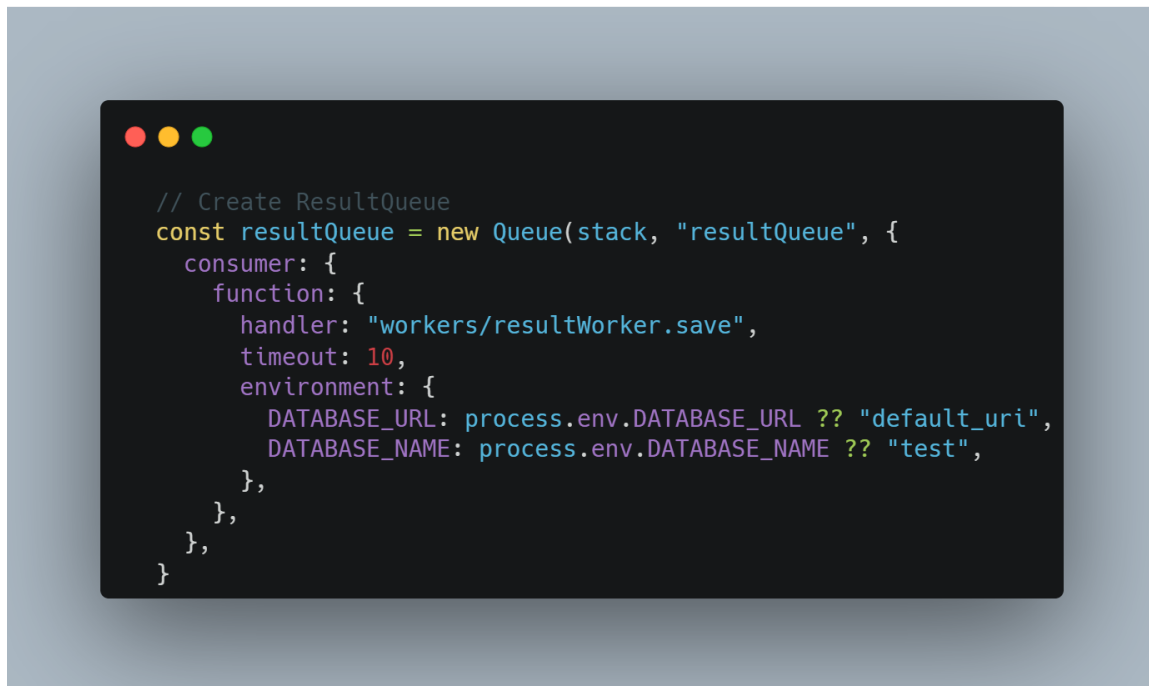 // Create ResultQueue
const resultQueue = new Queue(stack, "resultQueue", {
  consumer: {
    function: {
      handler: "workers/resultWorker.save",
      timeout: 10,
      environment: {
        DATABASE_URL: process.env.DATABASE_URL ?? "default_uri",
        DATABASE_NAME: process.env.DATABASE_NAME ?? "test",
      },
    },
  },
}